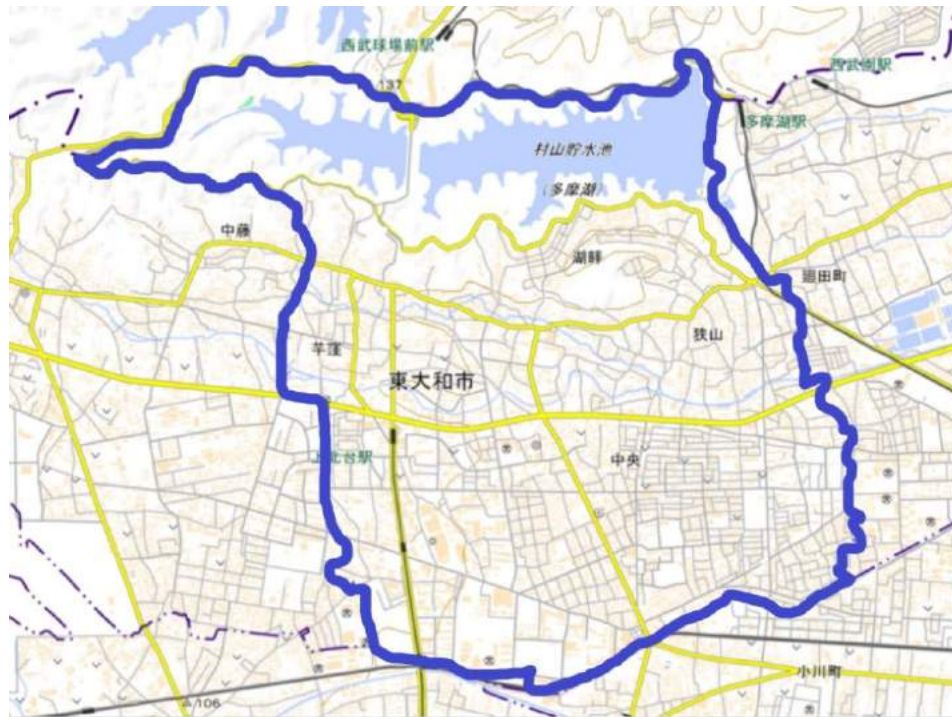 西武球場前駅
西武園駅
137
多摩湖駅
村山貯水池
（多摩湖）
中藤
湖畔
廻田町
狭山
芋窪
東大和市
上北台駅
中央
小川町
106